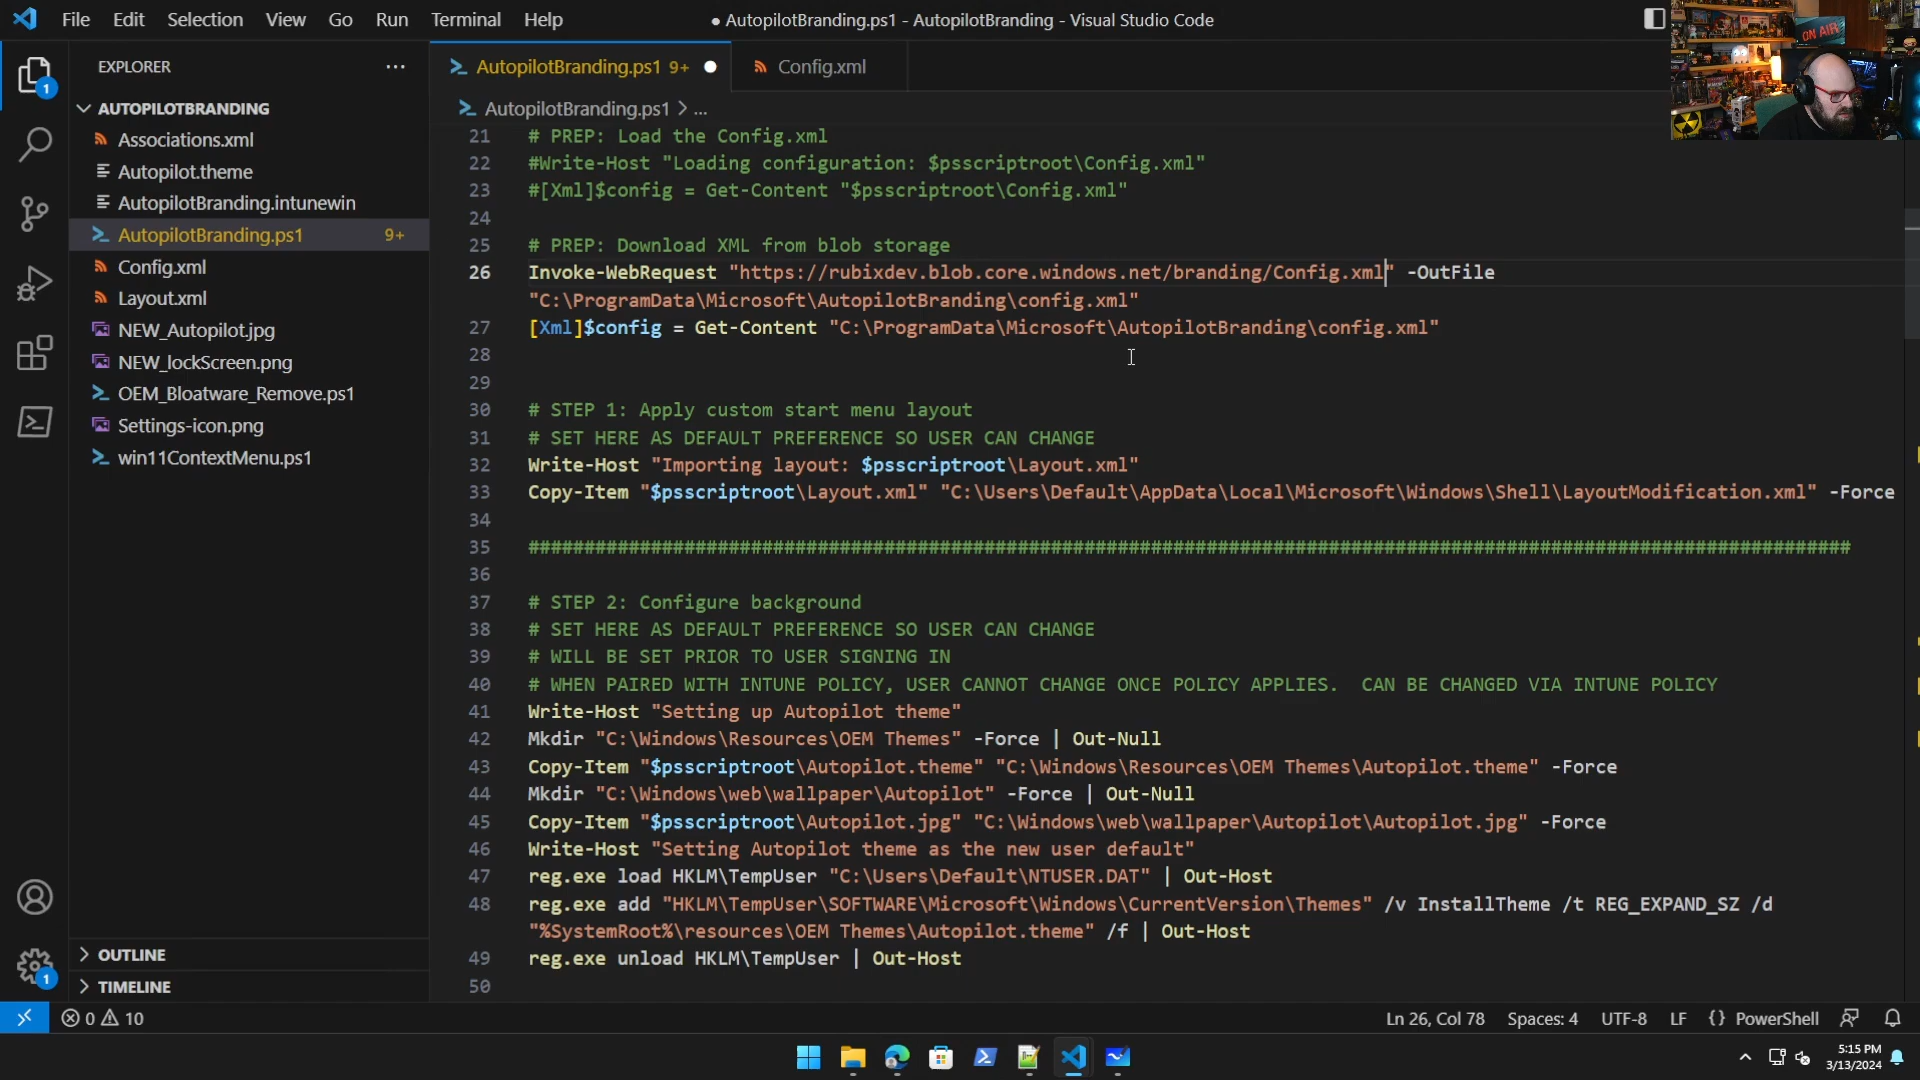 File Edit Selection View Go Run Terminal Help
● AutopilotBranding.ps1 - AutopilotBranding - Visual Studio Code
ON AIR
EXPLORER
AutopilotBranding.ps1 9+
Config.xml
AUTOPILOTBRANDING
Associations.xml
Autopilot.theme
AutopilotBranding.intunewin
AutopilotBranding.ps1 9+
Config.xml
Layout.xml
NEW_Autopilot.jpg
NEW_lockScreen.png
OEM_Bloatware_Remove.ps1
Settings-icon.png
win11ContextMenu.ps1
OUTLINE
TIMELINE
1
1
AutopilotBranding.ps1 > ...
21 # PREP: Load the Config.xml
22 #Write-Host "Loading configuration: $psscriptroot\Config.xml"
23 #[Xml]$config = Get-Content "$psscriptroot\Config.xml"
24
25 # PREP: Download XML from blob storage
26 Invoke-WebRequest "https://rubixdev.blob.core.windows.net/branding/Config.xml" -OutFile
"C:\ProgramData\Microsoft\AutopilotBranding\config.xml"
27 [Xml]$config = Get-Content "C:\ProgramData\Microsoft\AutopilotBranding\config.xml"
28
29
30 # STEP 1: Apply custom start menu layout
31 # SET HERE AS DEFAULT PREFERENCE SO USER CAN CHANGE
32 Write-Host "Importing layout: $psscriptroot\Layout.xml"
33 Copy-Item "$psscriptroot\Layout.xml" "C:\Users\Default\AppData\Local\Microsoft\Windows\Shell\LayoutModification.xml" -Force
34
35 #######################################################################################################################
36
37 # STEP 2: Configure background
38 # SET HERE AS DEFAULT PREFERENCE SO USER CAN CHANGE
39 # WILL BE SET PRIOR TO USER SIGNING IN
40 # WHEN PAIRED WITH INTUNE POLICY, USER CANNOT CHANGE ONCE POLICY APPLIES.  CAN BE CHANGED VIA INTUNE POLICY
41 Write-Host "Setting up Autopilot theme"
42 Mkdir "C:\Windows\Resources\OEM Themes" -Force | Out-Null
43 Copy-Item "$psscriptroot\Autopilot.theme" "C:\Windows\Resources\OEM Themes\Autopilot.theme" -Force
44 Mkdir "C:\Windows\web\wallpaper\Autopilot" -Force | Out-Null
45 Copy-Item "$psscriptroot\Autopilot.jpg" "C:\Windows\web\wallpaper\Autopilot\Autopilot.jpg" -Force
46 Write-Host "Setting Autopilot theme as the new user default"
47 reg.exe load HKLM\TempUser "C:\Users\Default\NTUSER.DAT" | Out-Host
48 reg.exe add "HKLM\TempUser\SOFTWARE\Microsoft\Windows\CurrentVersion\Themes" /v InstallTheme /t REG_EXPAND_SZ /d
"%SystemRoot%\resources\OEM Themes\Autopilot.theme" /f | Out-Host
49 reg.exe unload HKLM\TempUser | Out-Host
50
0 10
Ln 26, Col 78 Spaces: 4 UTF-8 LF {} PowerShell
5:15 PM
3/13/2024